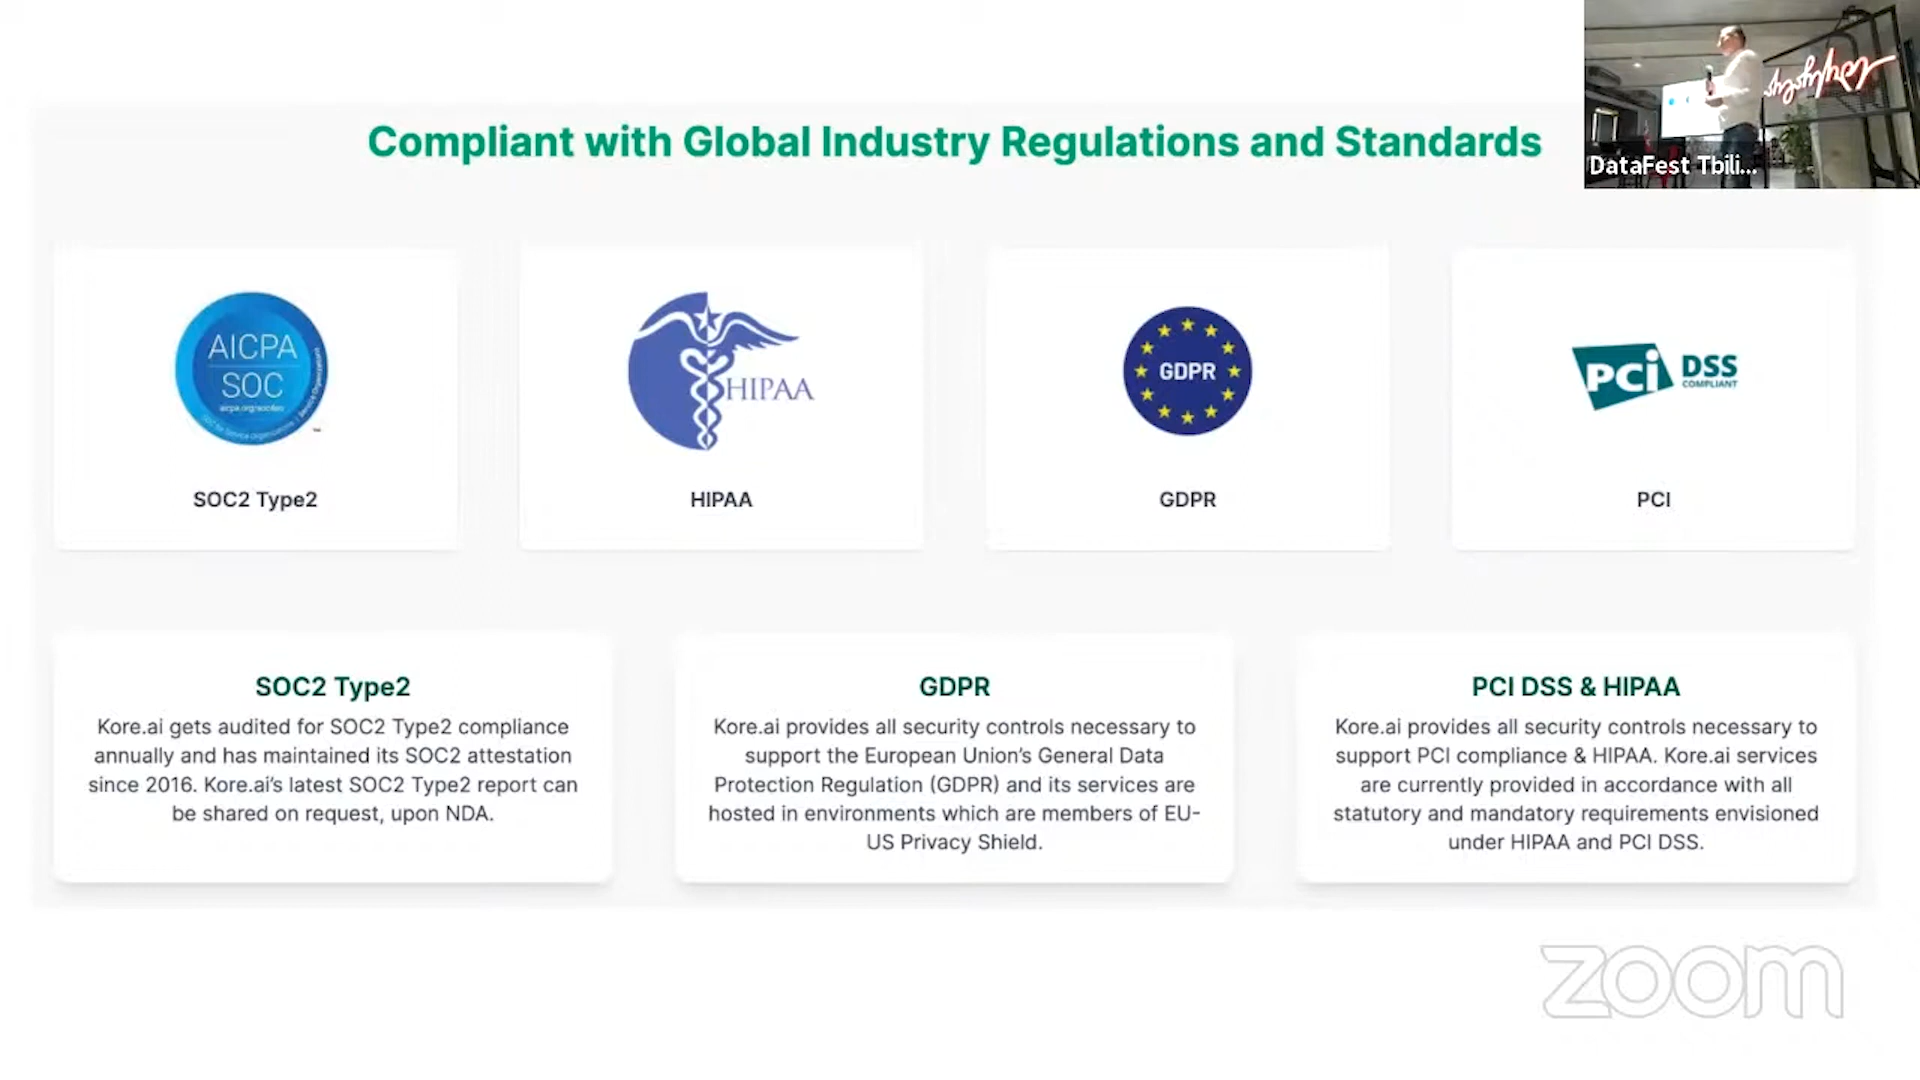 Compliant with Global Industry Regulations and Standards
DataFest Tbili...
AICPA
SOC
HIPAA
GDPR
PCi DSS
COMPLIANT
SOC2 Type2
HIPAA
GDPR
PCI
SOC2 Type2
Kore.ai gets audited for SOC2 Type2 compliance
annually and has maintained its SOC2 attestation
since 2016. Kore.ai's latest SOC2 Type2 report can
be shared on request, upon NDA.
GDPR
Kore.ai provides all security controls necessary to
support the European Union's General Data
Protection Regulation (GDPR) and its services are
hosted in environments which are members of EU-
US Privacy Shield.
PCI DSS & HIPAA
Kore.ai provides all security controls necessary to
support PCI compliance & HIPAA. Kore.ai services
are currently provided in accordance with all
statutory and mandatory requirements envisioned
under HIPAA and PCI DSS.
zoom